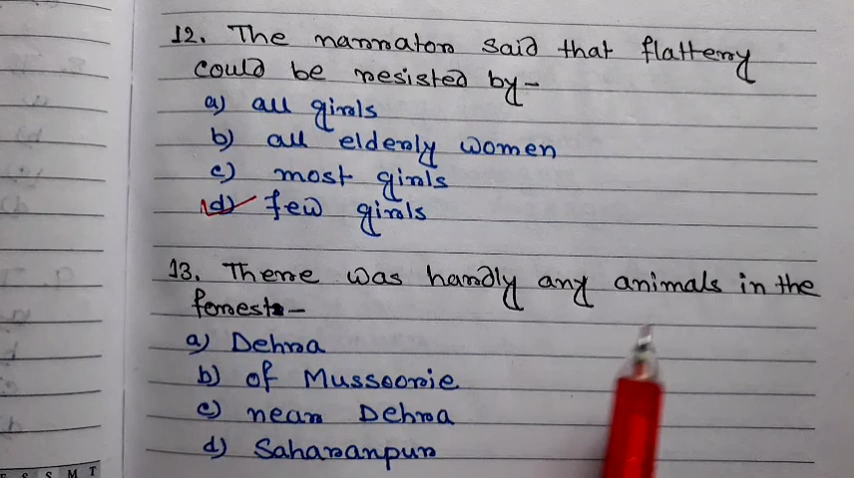 12. The narrator said that flattery
could be resisted by-
a) all girls
b) all elderly women
c) most girls
d) few girls
13. There was hardly any animals in the
forest-
a) Dehra
b) of Mussoorie
c) near Dehra
d) Saharanpur
S S M T